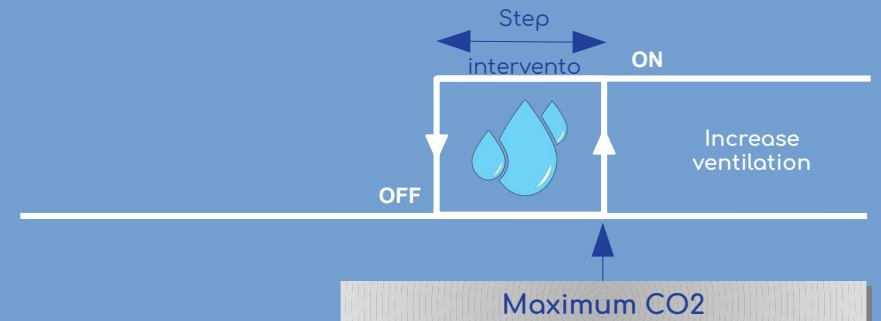 Step
intervento
ON
Increase
ventilation
OFF
Maximum CO2